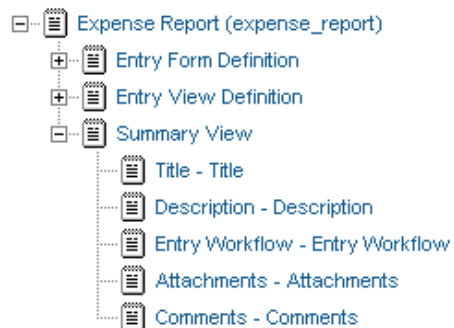 Expense Report (expense_report)
Entry Form Definition
Entry View Definition
Summary View
Title - Title
Description - Description
Entry Workflow - Entry Workflow
Attachments - Attachments
Comments - Comments